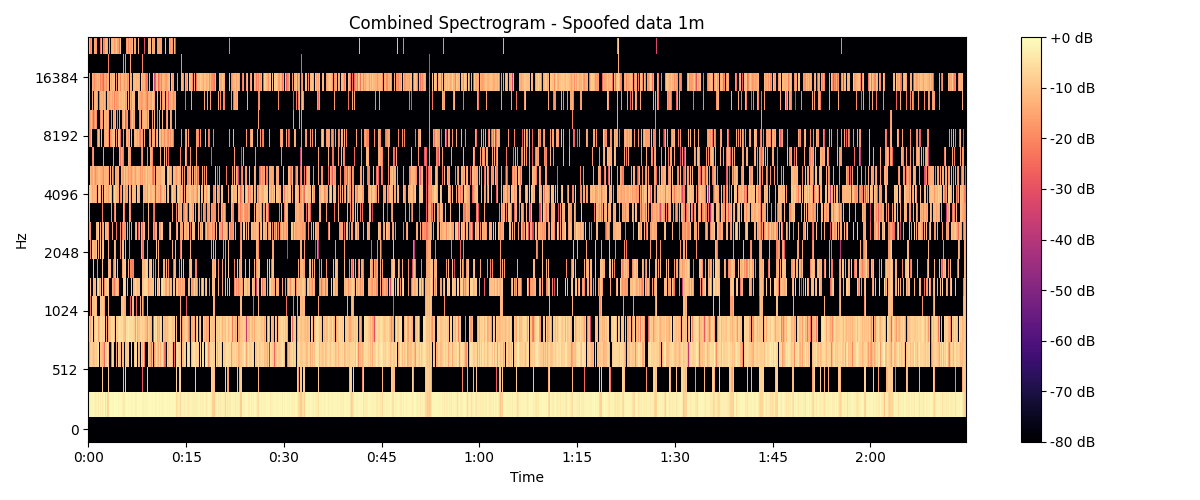 Combined Spectrogram - Spoofed data 1m
Hz
16384
8192
4096
2048
1024
512
0
0:00 0:15 0:30 0:45 1:00 1:15 1:30 1:45 2:00
Time
+0 dB
-10 dB
-20 dB
-30 dB
-40 dB
-50 dB
-60 dB
-70 dB
-80 dB